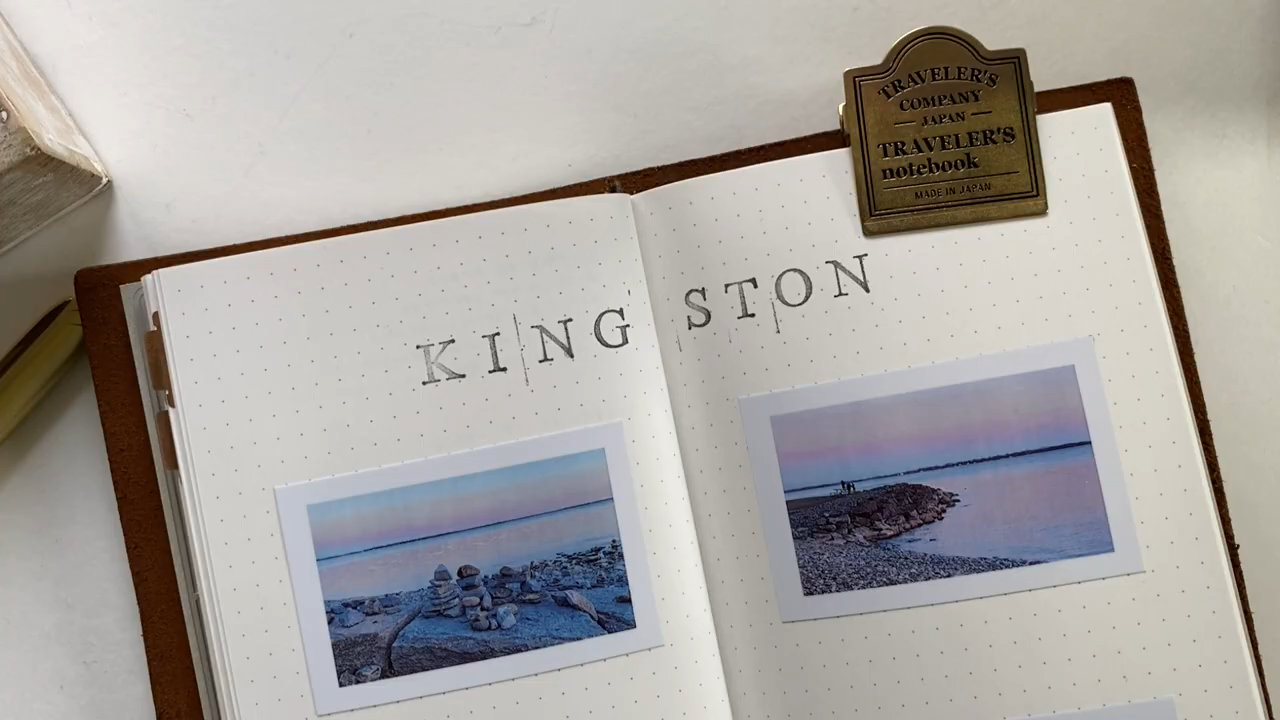 TRAVELER'S
COMPANY
JAPAN
TRAVELER'S
notebook
MADE IN JAPAN
KINGSTON